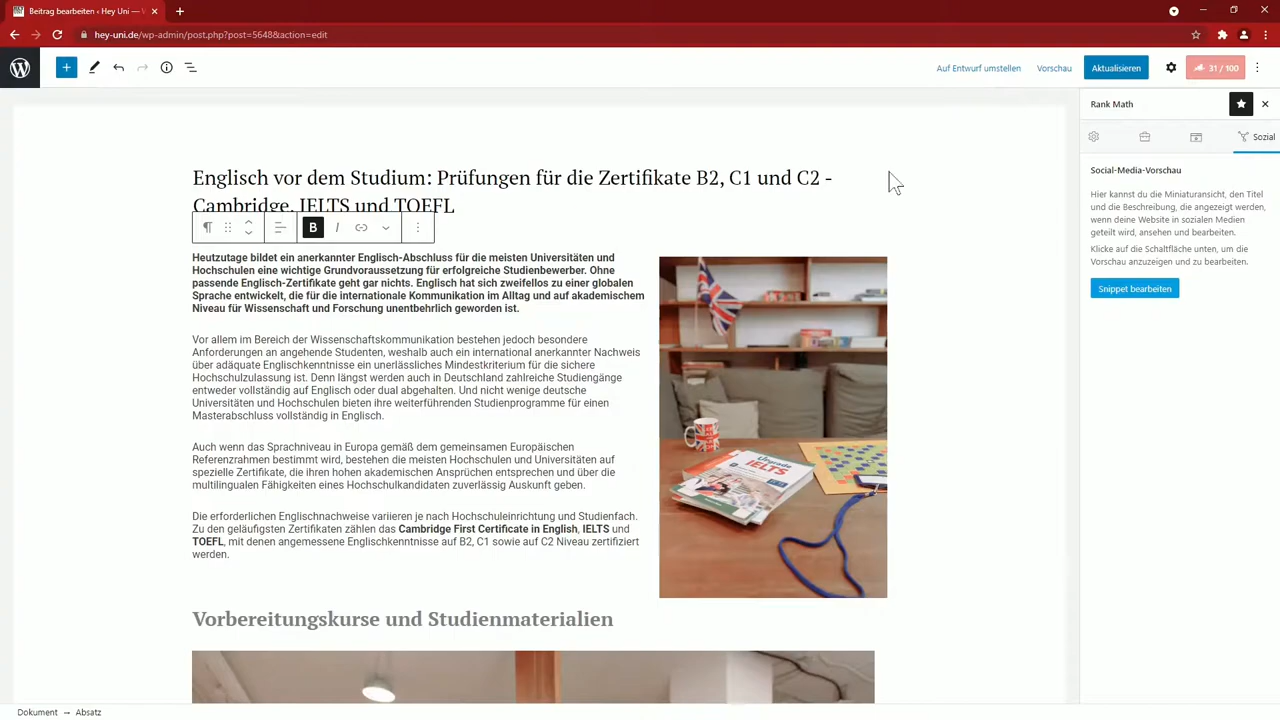 Beitrag bearbeiten ‹ Hey Uni — W
hey-uni.de/wp-admin/post.php?post=5648&action=edit
Auf Entwurf umstellen
Vorschau
Aktualisieren
31 / 100
Rank Math
Sozial
Social-Media-Vorschau
Hier kannst du die Miniaturansicht, den Titel
und die Beschreibung, die angezeigt werden,
wenn deine Website in sozialen Medien
geteilt wird, ansehen und bearbeiten.
Klicke auf die Schaltfläche unten, um die
Vorschau anzuzeigen und zu bearbeiten.
Snippet bearbeiten
Englisch vor dem Studium: Prüfungen für die Zertifikate B2, C1 und C2 -
Cambridge, IELTS und TOEFL
B I
Heutzutage bildet ein anerkannter Englisch-Abschluss für die meisten Universitäten und
Hochschulen eine wichtige Grundvoraussetzung für erfolgreiche Studienbewerber. Ohne
passende Englisch-Zertifikate geht gar nichts. Englisch hat sich zweifellos zu einer globalen
Sprache entwickelt, die für die internationale Kommunikation im Alltag und auf akademischem
Niveau für Wissenschaft und Forschung unentbehrlich geworden ist.
Vor allem im Bereich der Wissenschaftskommunikation bestehen jedoch besondere
Anforderungen an angehende Studenten, weshalb auch ein international anerkannter Nachweis
über adäquate Englischkenntnisse ein unerlässliches Mindestkriterium für die sichere
Hochschulzulassung ist. Denn längst werden auch in Deutschland zahlreiche Studiengänge
entweder vollständig auf Englisch oder dual abgehalten. Und nicht wenige deutsche
Universitäten und Hochschulen bieten ihre weiterführenden Studienprogramme für einen
Masterabschluss vollständig in Englisch.
Auch wenn das Sprachniveau in Europa gemäß dem gemeinsamen Europäischen
Referenzrahmen bestimmt wird, bestehen die meisten Hochschulen und Universitäten auf
spezielle Zertifikate, die ihren hohen akademischen Ansprüchen entsprechen und über die
multilingualen Fähigkeiten eines Hochschulkandidaten zuverlässig Auskunft geben.
Die erforderlichen Englischnachweise variieren je nach Hochschuleinrichtung und Studienfach.
Zu den geläufigsten Zertifikaten zählen das Cambridge First Certificate in English, IELTS und
TOEFL, mit denen angemessene Englischkenntnisse auf B2, C1 sowie auf C2 Niveau zertifiziert
werden.
IELTS
Vorbereitungskurse und Studienmaterialien
Dokument → Absatz